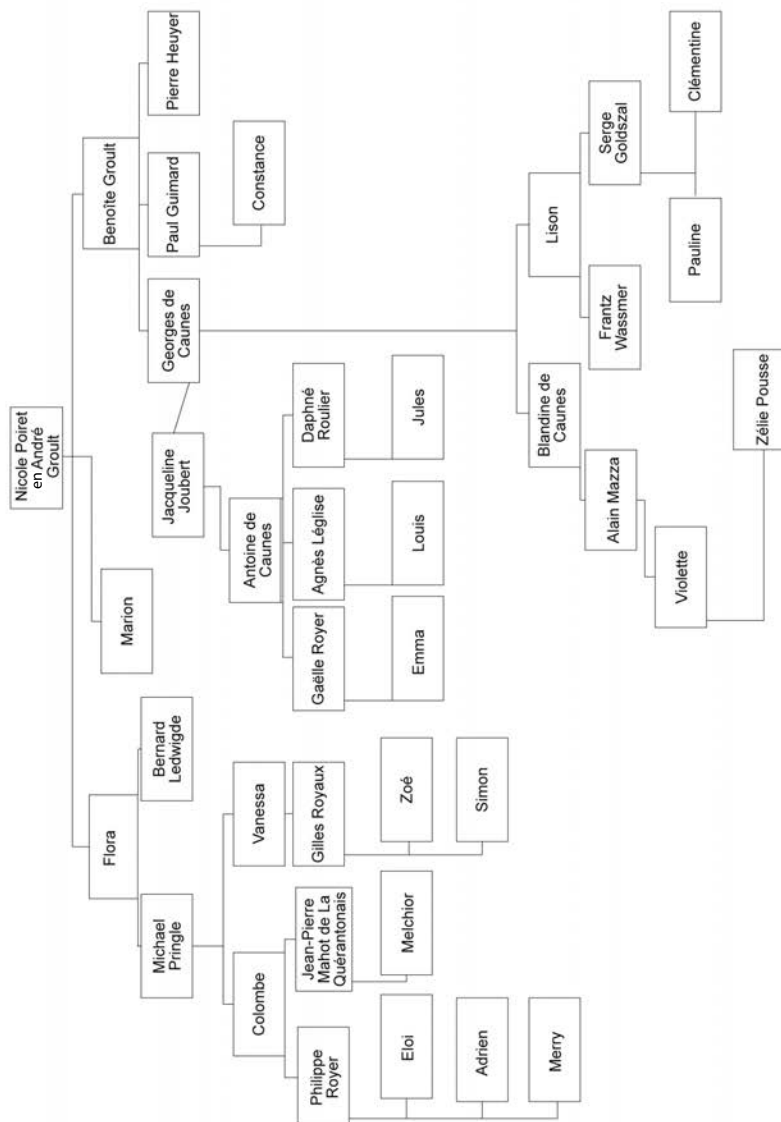 Nicole Poiret
en André
Groult
Flora
Marion
Benoîte Groult
Michael
Pringle
Bernard
Ledwigde
Jacqueline
Joubert
Georges de
Caunes
Paul Guimard
Pierre Heuyer
Colombe
Vanessa
Antoine de
Caunes
Constance
Philippe
Royer
Jean-Pierre
Mahot de La
Quérantonais
Gilles Royaux
Gaëlle Royer
Agnès Léglise
Daphné
Roulier
Eloi
Melchior
Zoé
Emma
Louis
Jules
Adrien
Simon
Merry
Blandine de
Caunes
Lison
Alain Mazza
Frantz
Wassmer
Serge
Goldszal
Violette
Pauline
Clémentine
Zélie Pousse